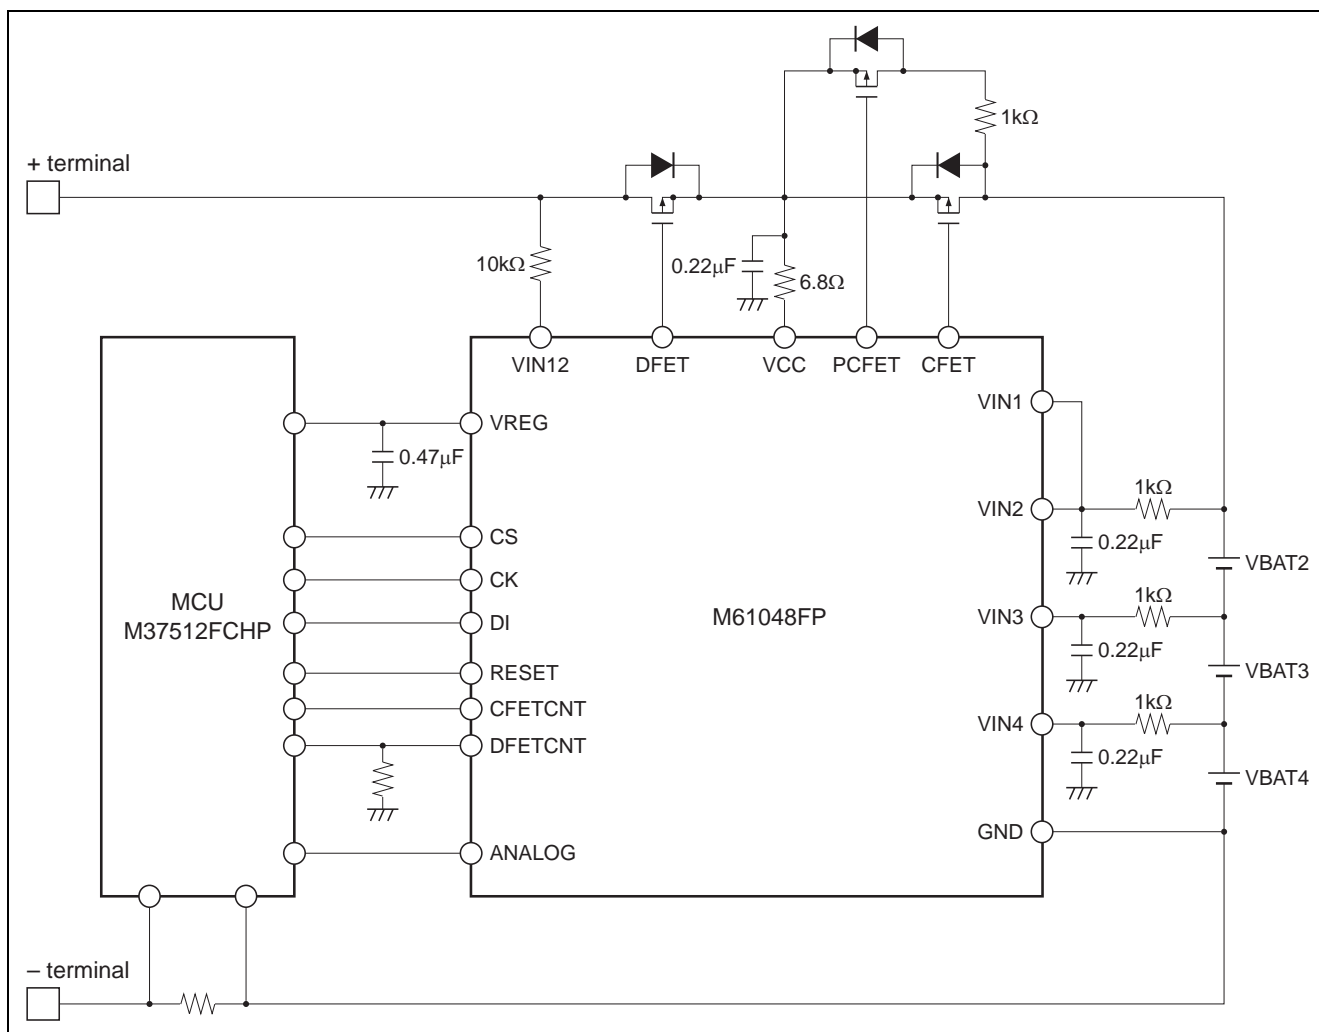 1kΩ
+ terminal
10kΩ
0.22μF
6.8Ω
VIN12
DFET
VCC
PCFET
CFET
VIN1
VREG
0.47μF
1kΩ
VIN2
0.22μF
VBAT2
CS
CK
MCU
M37512FCHP
DI
M61048FP
1kΩ
VIN3
0.22μF
VBAT3
RESET
CFETCNT
DFETCNT
1kΩ
VIN4
0.22μF
VBAT4
GND
ANALOG
– terminal